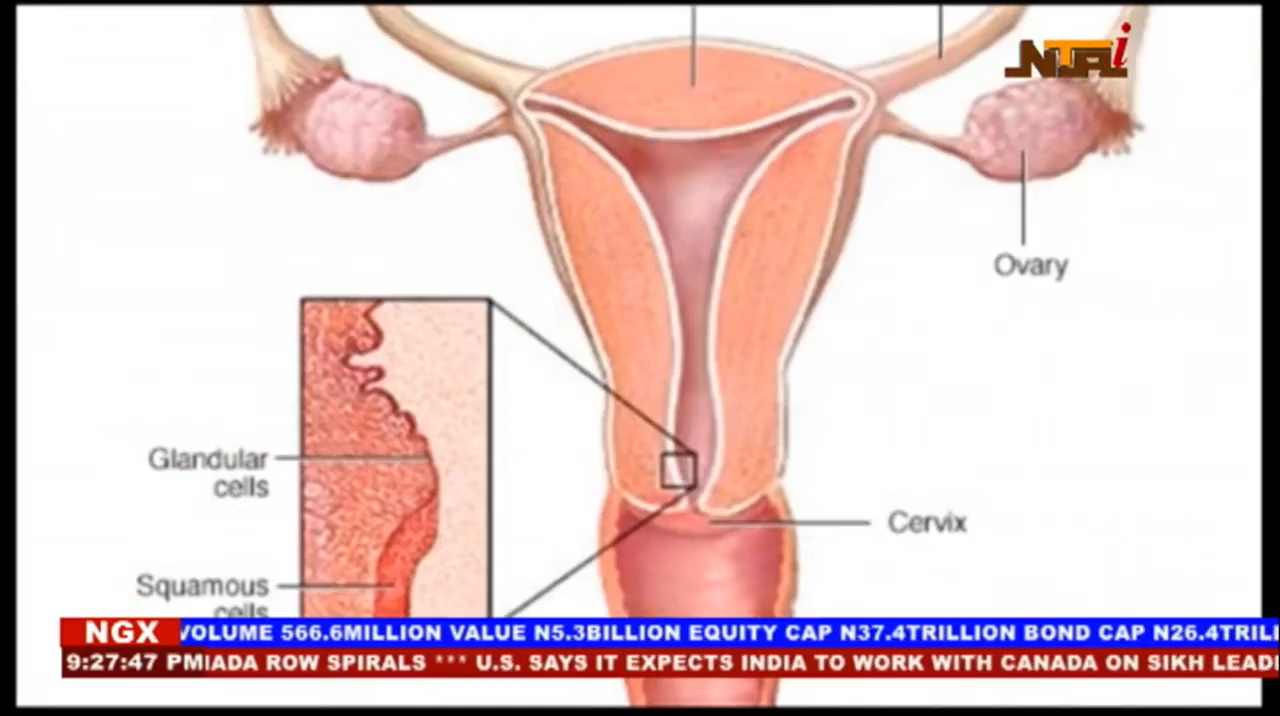 NTAi
Ovary
Glandular
cells
Cervix
Squamous
cells
NGX VOLUME 566.6MILLION VALUE N5.3BILLION EQUITY CAP N37.4TRILLION BOND CAP N26.4TRILI
9:27:47 PM IADA ROW SPIRALS *** U.S. SAYS IT EXPECTS INDIA TO WORK WITH CANADA ON SIKH LEADI